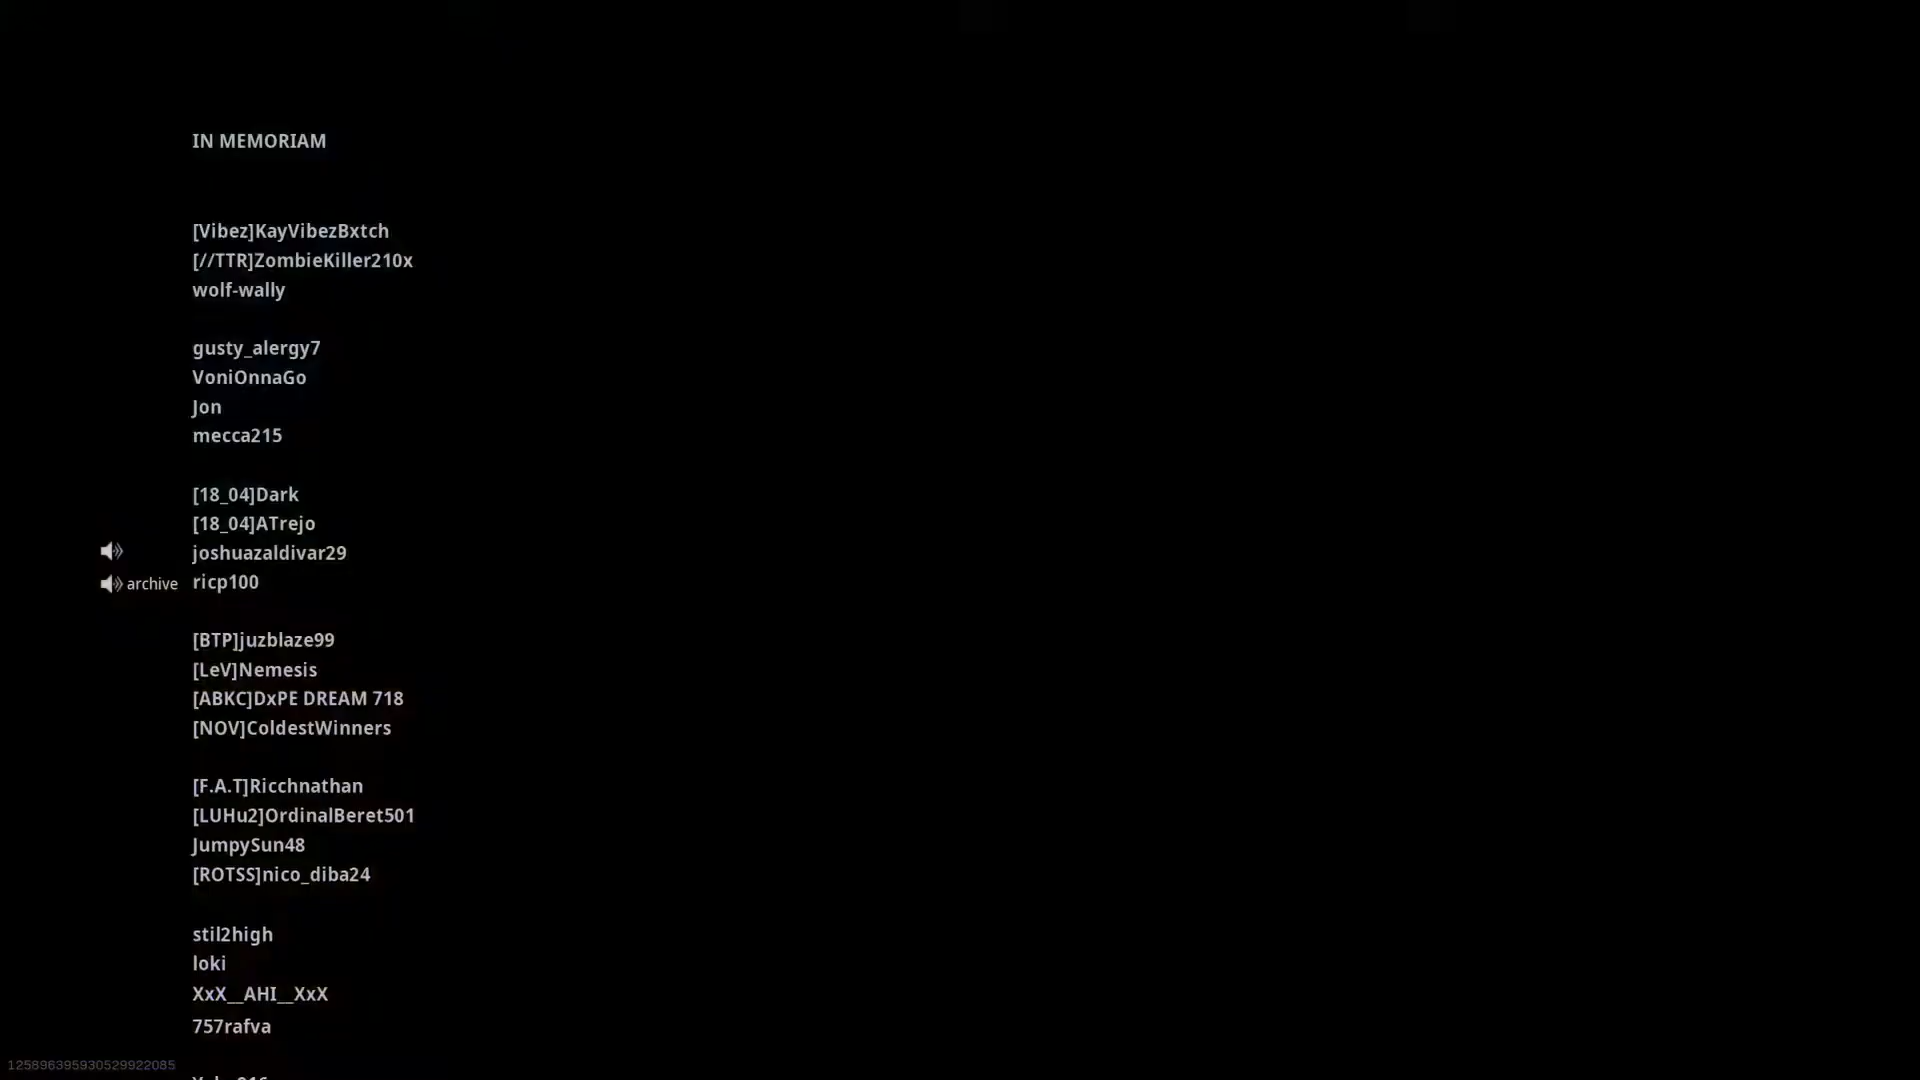 IN MEMORIAM
[Vibez]KayVibezBxtch
[//TTR]ZombieKiller210x
wolf-wally
gusty_alergy7
VoniOnnaGo
Jon
mecca215
[18_04]Dark
[18_04]ATrejo
joshuazaldivar29
archive ricp100
[BTP]juzblaze99
[LeV]Nemesis
[ABKC]DxPE DREAM 718
[NOV]ColdestWinners
[F.A.T]Ricchnathan
[LUHu2]OrdinalBeret501
JumpySun48
[ROTSS]nico_diba24
stil2high
loki
XxX__AHI__XxX
757rafva
125896395930529922085